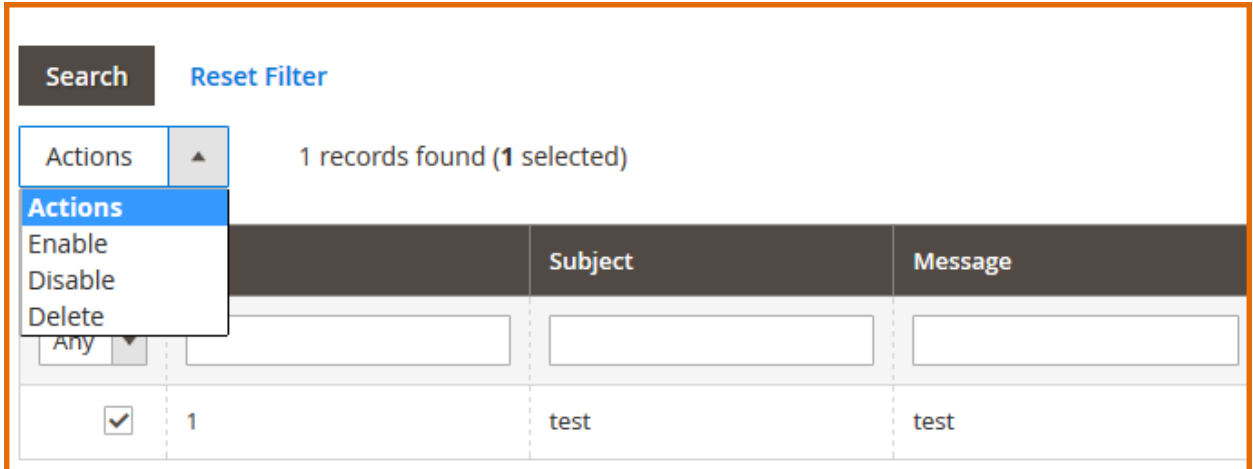 Search Reset Filter
Actions 1 records found (1 selected)
Actions
Enable
Disable
Delete
Subject Message
Any
1 test test